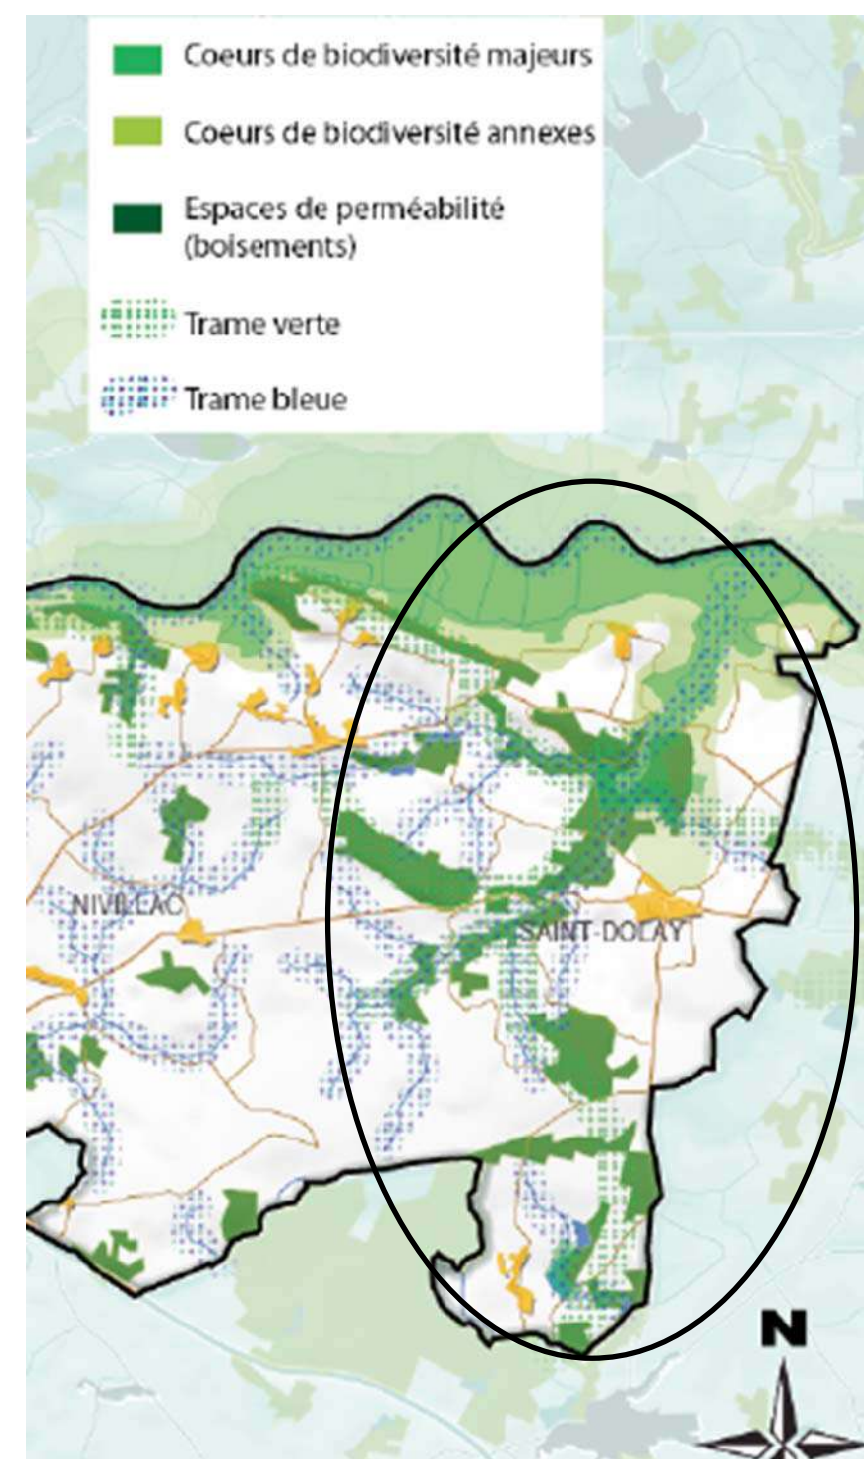 Coeurs de biodiversité majeurs
Coeurs de biodiversité annexes
Espaces de perméabilité
(boisements)
Trame verte
Trame bleue
NIVILLAC
SAINT-DOLAY
N